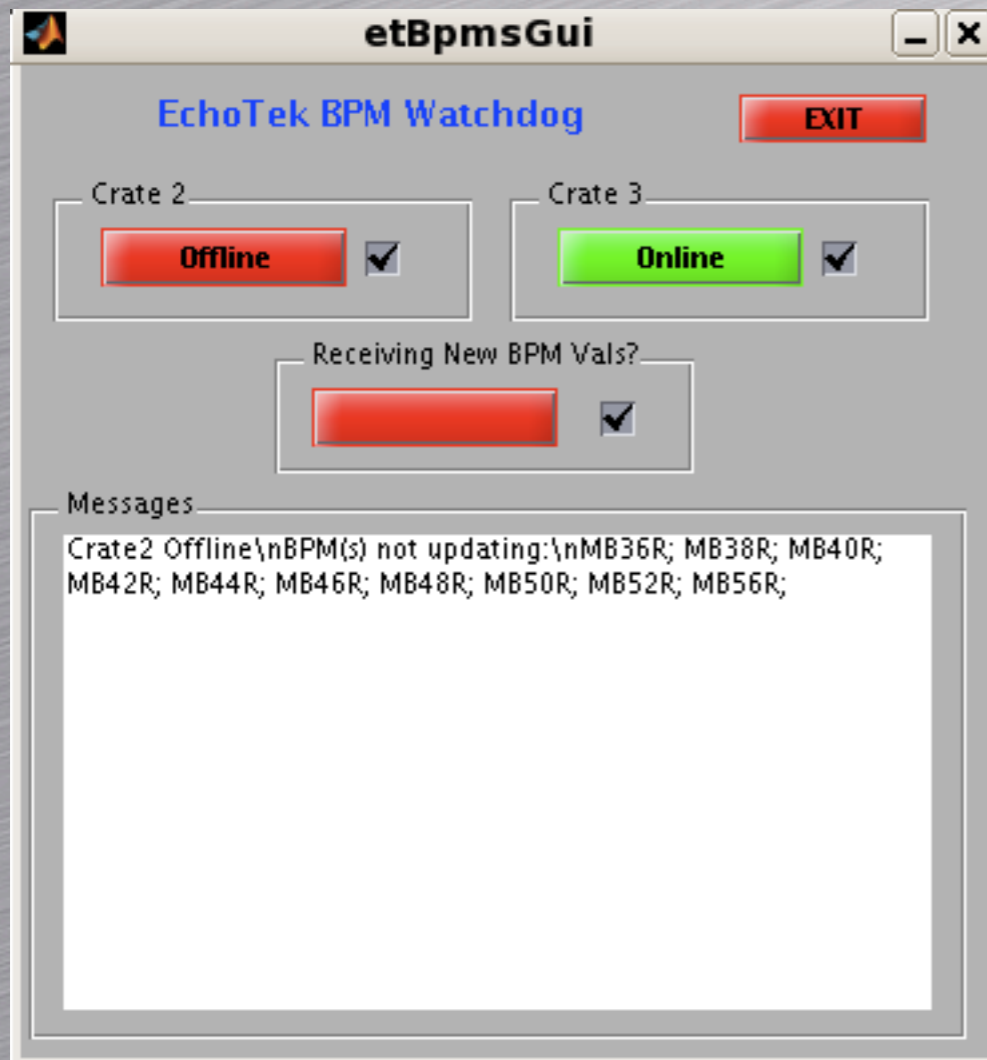 etBpmsGui
EchoTek BPM Watchdog
EXIT
Crate 2
Offline
Crate 3
Online
Receiving New BPM Vals?
Messages
Crate2 Offline\nBPM(s) not updating:\nMB36R; MB38R; MB40R;
MB42R; MB44R; MB46R; MB48R; MB50R; MB52R; MB56R;